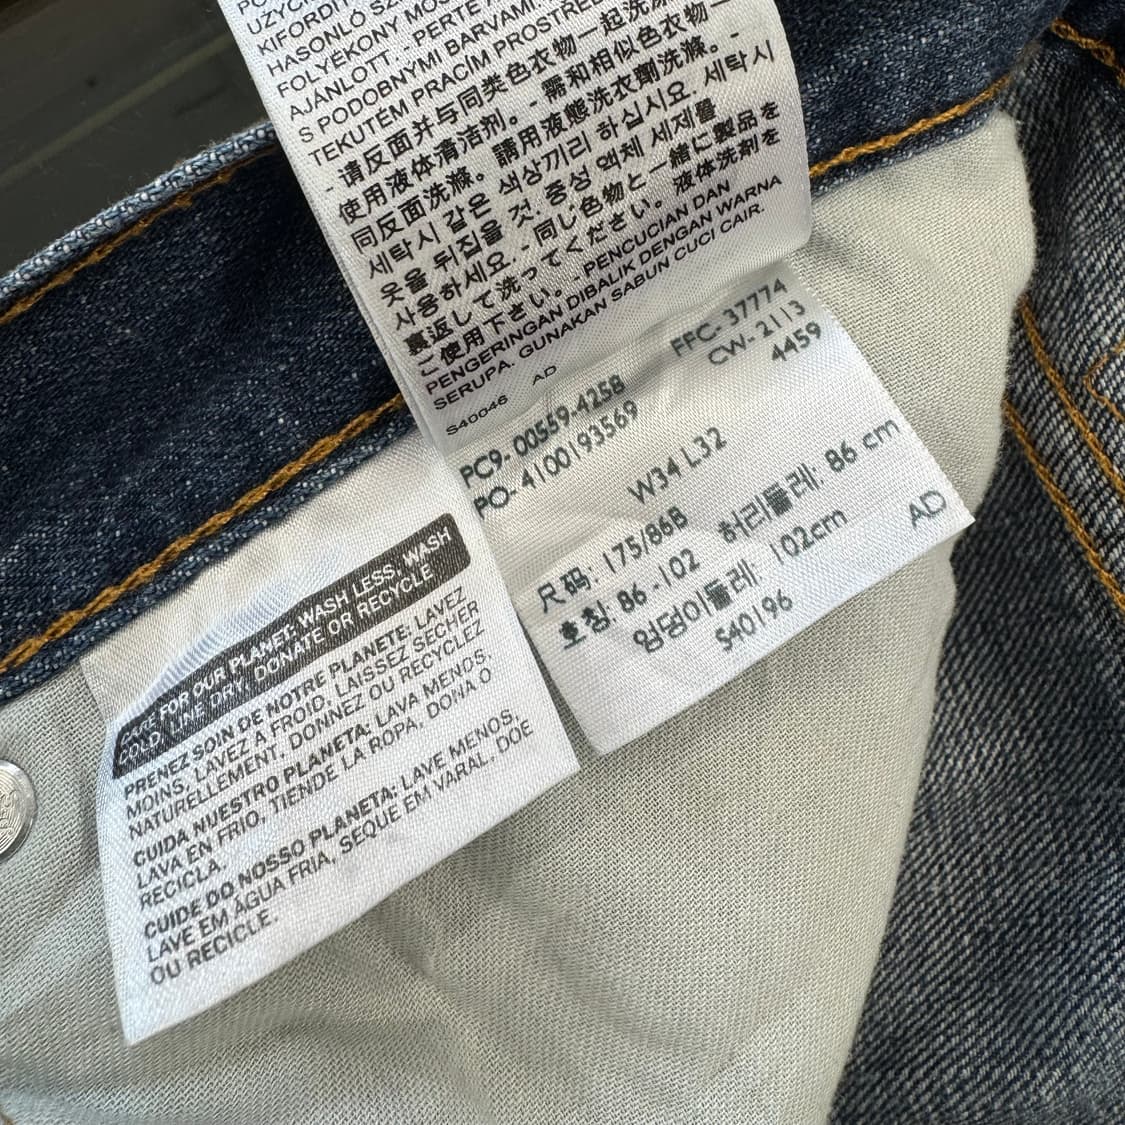 UŻYCI
KIFORDÍT
HASONLÓ SZ
FOLYÉKONY MOS
AJÁNLOTT. - PERTE A
S PODOBNÝMI BARVAMI.
TEKUTÉM PRACÍM PROSTŘED
- 请反面并与同类色衣物一起洗涤
使用液体清洁剂。 - 需和相似色衣物一
同反面洗滌。 請用液態洗衣劑洗滌。 -
세탁시 같은 색상끼리 하십시요. 세탁시
옷을 뒤집을 것. 중성 액체 세제를
사용하세요. - 同じ色物と一緒に製品を
裏返して洗ってください。 液体洗剤を
ご使用下さい。 - PENCUCIAN DAN
PENGERINGAN DIBALIK DENGAN WARNA
SERUPA. GUNAKAN SABUN CUCI CAIR.
S40046 AD
FFC- 37774
CW- 2113
4459
PC9- 00559-4258
PO- 4100193569
W34 L32
尺码: 175/86B
호칭: 86 -102 허리둘레: 86 cm
엉덩이둘레: 102cm
S40196 AD
CARE FOR OUR PLANET: WASH LESS, WASH
COLD, LINE DRY, DONATE OR RECYCLE
PRENEZ SOIN DE NOTRE PLANETE: LAVEZ
MOINS, LAVEZ A FROID, LAISSEZ SECHER
NATURELLEMENT, DONNEZ OU RECYCLEZ
CUIDA NUESTRO PLANETA: LAVA MENOS,
LAVA EN FRIO, TIENDE LA ROPA, DONA O
RECICLA.
CUIDE DO NOSSO PLANETA: LAVE MENOS,
LAVE EM ÁGUA FRIA, SEQUE EM VARAL, DOE
OU RECICLE.